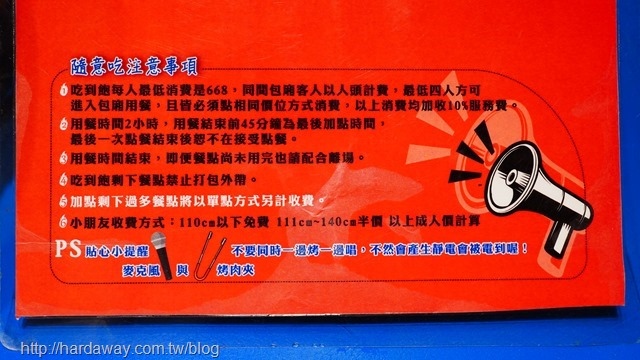 隨意吃注意事項
1 吃到飽每人最低消費是668，同間包廂客人以人頭計費，最低四人方可
進入包廂用餐，且皆必須點相同價位方式消費，以上消費均加收10%服務費。
2 用餐時間2小時，用餐結束前45分鐘為最後加點時間，
最後一次點餐結束後恕不在接受點餐。
3 用餐時間結束，即便餐點尚未用完也請配合離場。
4 吃到飽剩下餐點禁止打包外帶。
5 加點剩下過多餐點將以單點方式另計收費。
6 小朋友收費方式：110cm以下免費 111cm~140cm半價 以上成人價計算
PS 貼心小提醒 不要同時一邊烤一邊唱，不然會產生靜電會被電到喔！
麥克風 與 烤肉夾
http://hardaway.com.tw/blog